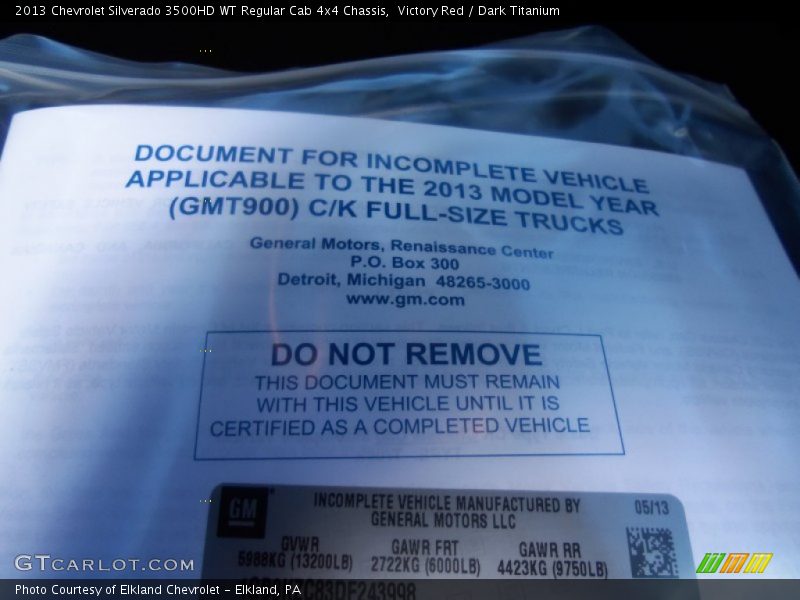 2013 Chevrolet Silverado 3500HD WT Regular Cab 4x4 Chassis, Victory Red / Dark Titanium
DOCUMENT FOR INCOMPLETE VEHICLE
APPLICABLE TO THE 2013 MODEL YEAR
(GMT900) C/K FULL-SIZE TRUCKS
General Motors, Renaissance Center
P.O. Box 300
Detroit, Michigan 48265-3000
www.gm.com
DO NOT REMOVE
THIS DOCUMENT MUST REMAIN
WITH THIS VEHICLE UNTIL IT IS
CERTIFIED AS A COMPLETED VEHICLE
GM
INCOMPLETE VEHICLE MANUFACTURED BY
GENERAL MOTORS LLC
05/13
GVWR GAWR FRT GAWR RR
5988KG (13200LB) 2722KG (6000LB) 4423KG (9750LB)
GTCARLOT.COM
Photo Courtesy of Elkland Chevrolet - Elkland, PA